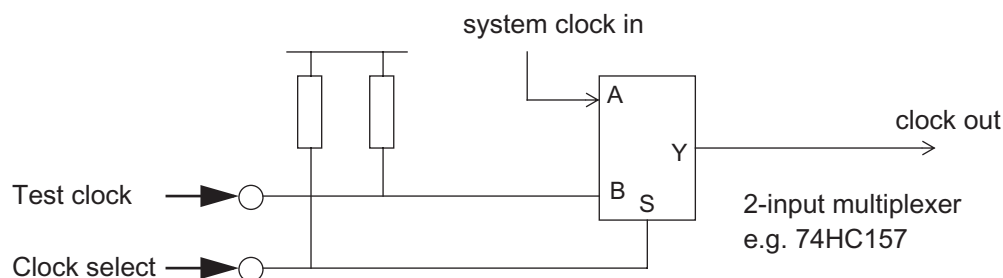 system clock in
A
clock out
Y
Test clock
B
S
2-input multiplexer
e.g. 74HC157
Clock select